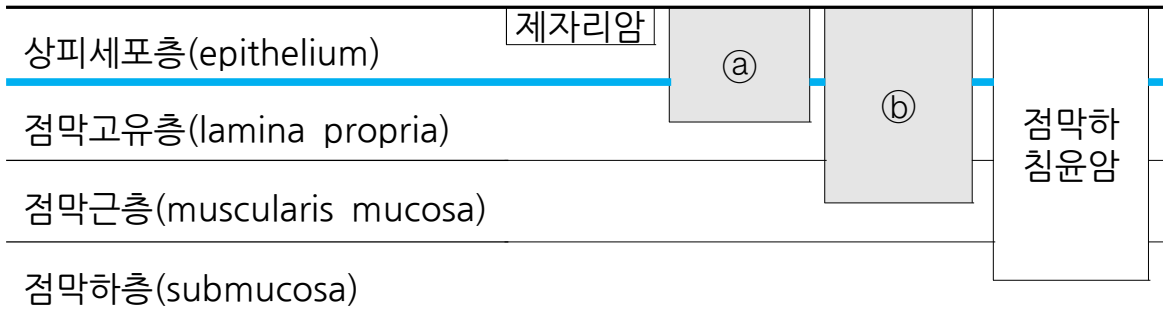 제자리암
상피세포층(epithelium)
ⓐ
ⓑ
점막고유층(lamina propria)
점막하
침윤암
점막근층(muscularis mucosa)
점막하층(submucosa)